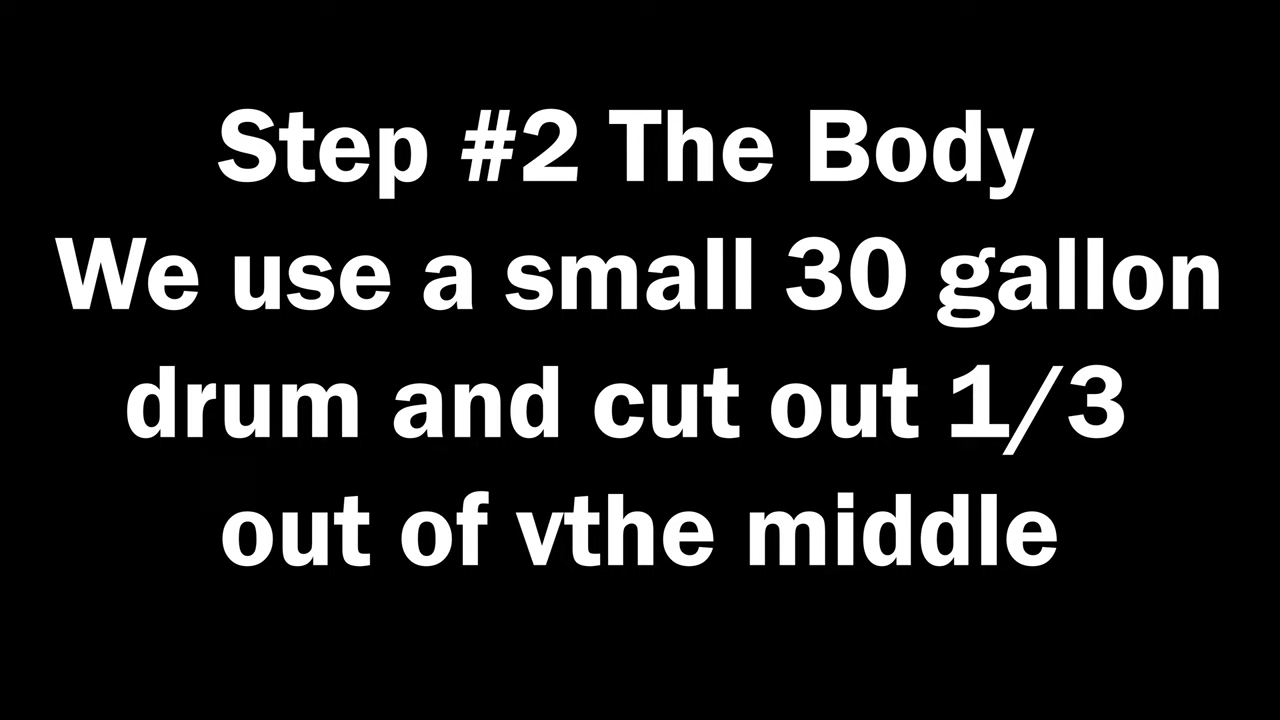 Step #2 The Body
We use a small 30 gallon
drum and cut out 1/3
out of vthe middle